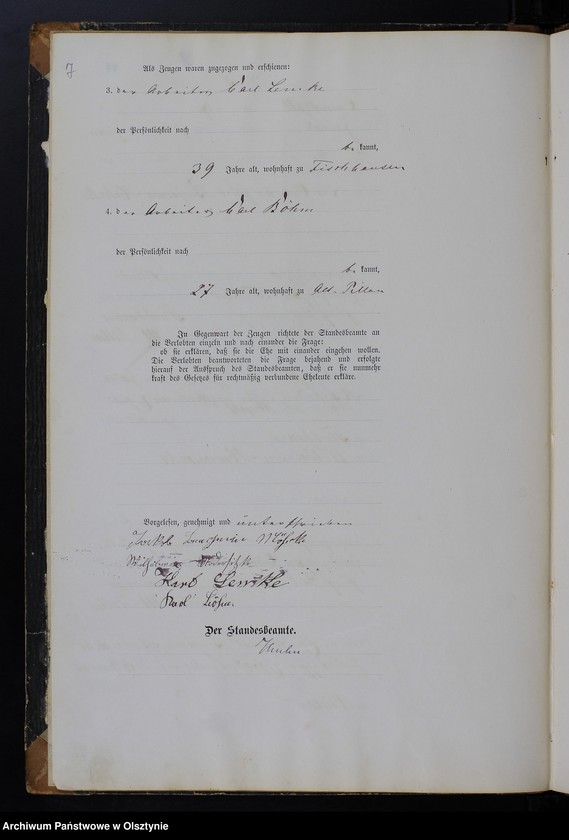 7
Als Zeugen waren zugezogen und erschienen:
3. der Arbeiter Carl Lemke
der Persönlichkeit nach
be kannt,
39 Jahre alt, wohnhaft zu Fischhausen
4. der Arbeiter Carl Böhm
der Persönlichkeit nach
be kannt,
27 Jahre alt, wohnhaft zu Alt-Pillau
In Gegenwart der Zeugen richtete der Standesbeamte an
die Verlobten einzeln und nach einander die Frage:
ob sie erklären, daß sie die Ehe mit einander eingehen wollen.
Die Verlobten beantworteten die Frage bejahend und erfolgte
hierauf der Ausspruch des Standesbeamten, daß er sie nunmehr
kraft des Gesetzes für rechtmäßig verbundene Eheleute erkläre.
Vorgelesen, genehmigt und unterschrieben
Karl Lemke
Karl Böhm.
Der Standesbeamte.
Archiwum Państwowe w Olsztynie